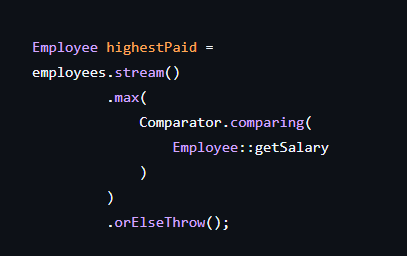 Employee highestPaid =
employees.stream()
.max(
Comparator.comparing(
Employee::getSalary
)
)
.orElseThrow();